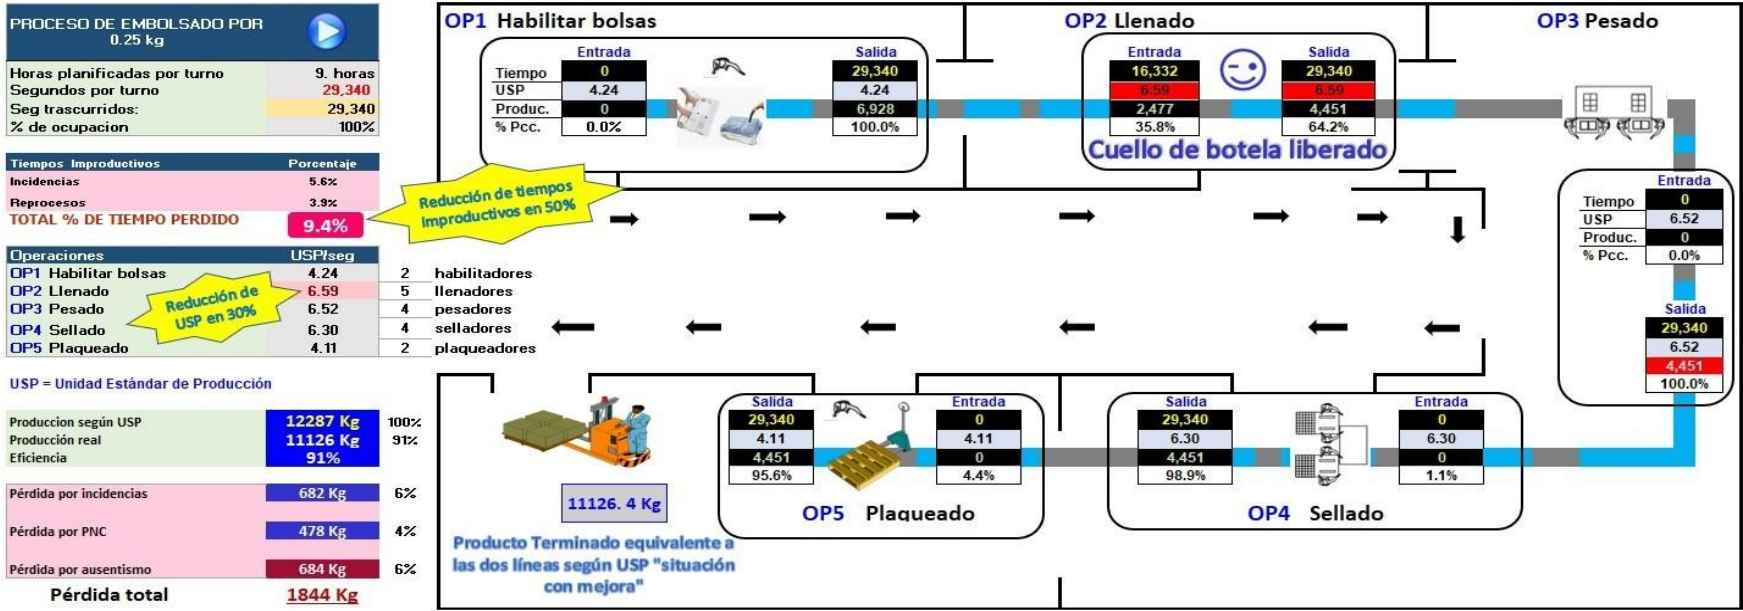 PROCESO DE EMBOLSADO POR
0.25 kg
Horas planificadas por turno 9. horas
Segundos por turno 29,340
Seg trascurridos: 29,340
% de ocupacion 100%
Tiempos Improductivos Porcentaje
Incidencias 5.6%
Reprocesos 3.9%
TOTAL % DE TIEMPO PERDIDO 9.4%
Reducción de tiempos
improductivos en 50%
Operaciones USP/seg
OP1 Habilitar bolsas 4.24 2 habilitadores
OP2 Llenado 6.59 5 llenadores
OP3 Pesado 6.52 4 pesadores
OP4 Sellado 6.30 4 selladores
OP5 Plaqueado 4.11 2 plaqueadores
Reducción de
USP en 30%
USP = Unidad Estándar de Producción
Produccion según USP 12287 Kg 100%
Producción real 11126 Kg 91%
Eficiencia 91%
Pérdida por incidencias 682 Kg 6%
Pérdida por PNC 478 Kg 4%
Pérdida por ausentismo 684 Kg 6%
Pérdida total 1844 Kg
OP1 Habilitar bolsas
Entrada Salida
Tiempo 0 29,340
USP 4.24 4.24
Produc. 0 6,928
% Pcc. 0.0% 100.0%
OP2 Llenado
Entrada Salida
16,332 29,340
6.59 6.59
2,477 4,451
35.8% 64.2%
Cuello de botela liberado
OP3 Pesado
Entrada
Tiempo 0
USP 6.52
Produc. 0
% Pcc. 0.0%
Salida
29,340
6.52
4,451
100.0%
Salida Entrada
29,340 0
6.30 6.30
4,451 0
98.9% 1.1%
OP4 Sellado
Salida Entrada
29,340 0
4.11 4.11
4,451 0
95.6% 4.4%
OP5 Plaqueado
11126. 4 Kg
Producto Terminado equivalente a
las dos líneas según USP "situación
con mejora"